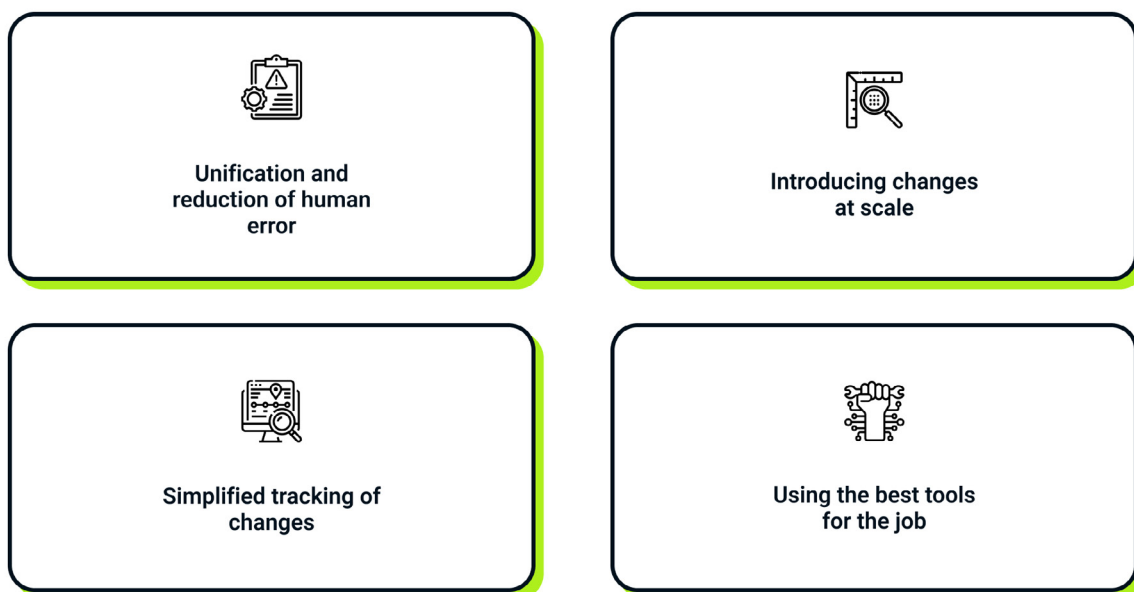 Unification and
reduction of human
error
Introducing changes
at scale
Simplified tracking of
changes
Using the best tools
for the job